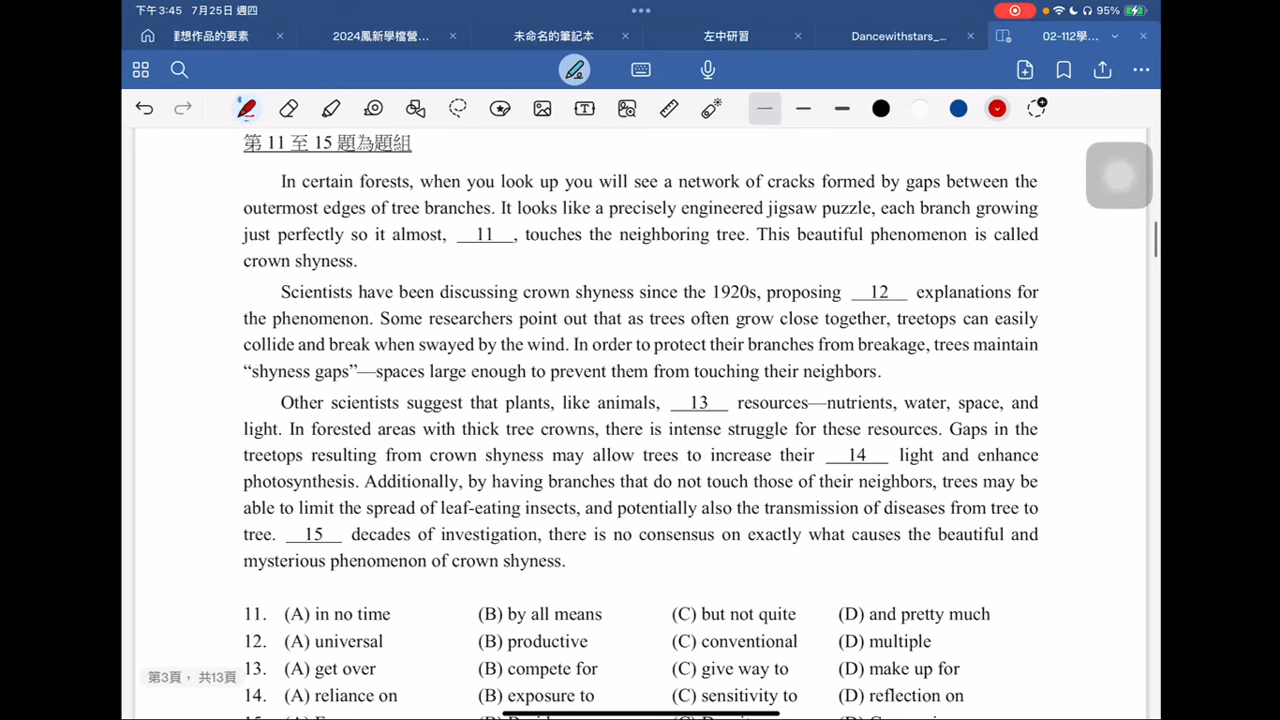 下午3:45 7月25日 週四
95%
理想作品的要素 2024鳳新學檔營... 未命名的筆記本 左中研習 Dancewithstars_... 02-112學...
第 11 至 15 題為題組
In certain forests, when you look up you will see a network of cracks formed by gaps between the
outermost edges of tree branches. It looks like a precisely engineered jigsaw puzzle, each branch growing
just perfectly so it almost, 11 , touches the neighboring tree. This beautiful phenomenon is called
crown shyness.
Scientists have been discussing crown shyness since the 1920s, proposing 12 explanations for
the phenomenon. Some researchers point out that as trees often grow close together, treetops can easily
collide and break when swayed by the wind. In order to protect their branches from breakage, trees maintain
“shyness gaps”—spaces large enough to prevent them from touching their neighbors.
Other scientists suggest that plants, like animals, 13 resources—nutrients, water, space, and
light. In forested areas with thick tree crowns, there is intense struggle for these resources. Gaps in the
treetops resulting from crown shyness may allow trees to increase their 14 light and enhance
photosynthesis. Additionally, by having branches that do not touch those of their neighbors, trees may be
able to limit the spread of leaf-eating insects, and potentially also the transmission of diseases from tree to
tree. 15 decades of investigation, there is no consensus on exactly what causes the beautiful and
mysterious phenomenon of crown shyness.
11. (A) in no time (B) by all means (C) but not quite (D) and pretty much
12. (A) universal (B) productive (C) conventional (D) multiple
13. (A) get over (B) compete for (C) give way to (D) make up for
第3頁， 共13頁
14. (A) reliance on (B) exposure to (C) sensitivity to (D) reflection on